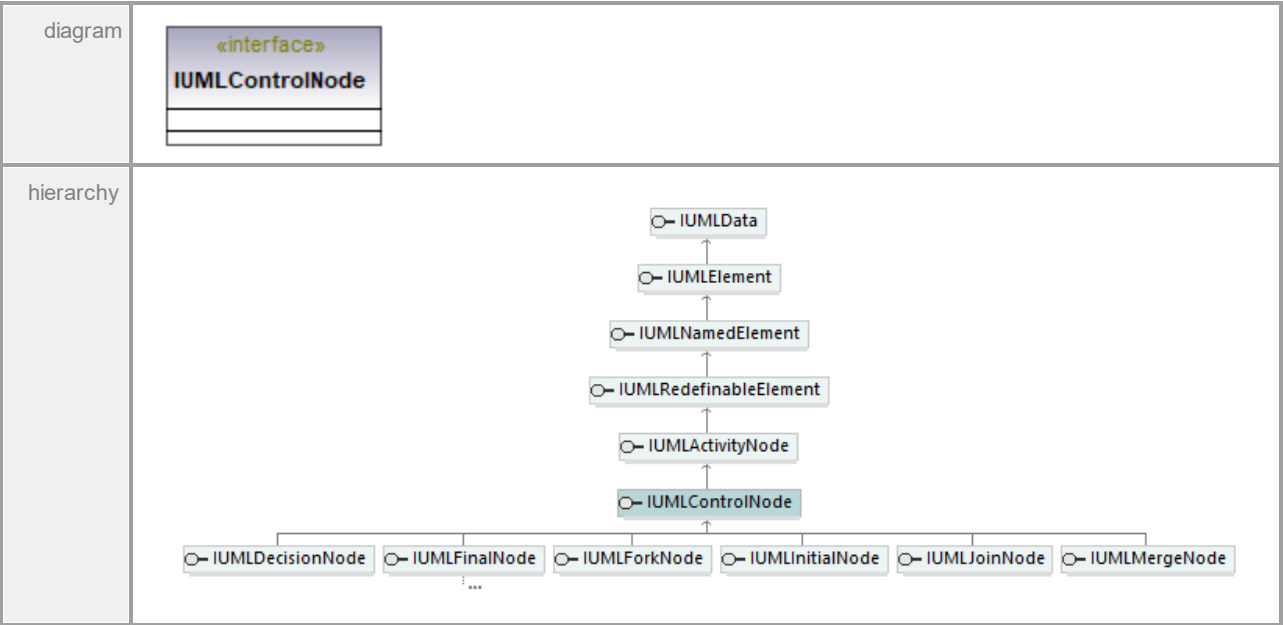 diagram
«interface»
IUMLControlNode
hierarchy
IUMLData
IUMLElement
IUMLNamedElement
IUMLRedefinableElement
IUMLActivityNode
IUMLControlNode
IUMLDecisionNode IUMLFinalNode IUMLForkNode IUMLInitialNode IUMLJoinNode IUMLMergeNode
...